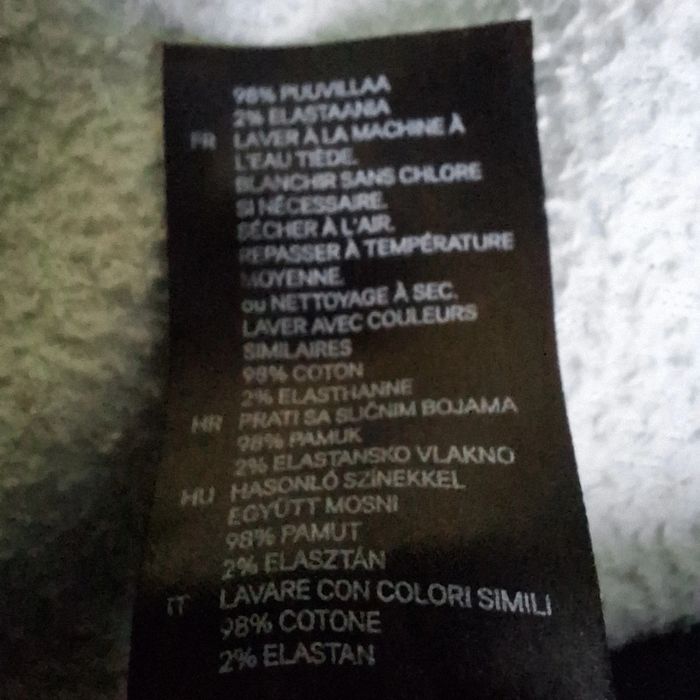 98% PUUVILLAA
2% ELASTAANIA
FR LAVER À LA MACHINE À
L'EAU TIÈDE.
BLANCHIR SANS CHLORE
SI NÉCESSAIRE.
SÉCHER À L'AIR.
REPASSER À TEMPÉRATURE
MOYENNE.
ou NETTOYAGE À SEC.
LAVER AVEC COULEURS
SIMILAIRES
98% COTON
2% ELASTHANNE
HR PRATI SA SLIČNIM BOJAMA
98% PAMUK
2% ELASTANSKO VLAKNO
HU HASONLÓ SZÍNEKKEL
EGYÜTT MOSNI
98% PAMUT
2% ELASZTÁN
IT LAVARE CON COLORI SIMILI
98% COTONE
2% ELASTAN